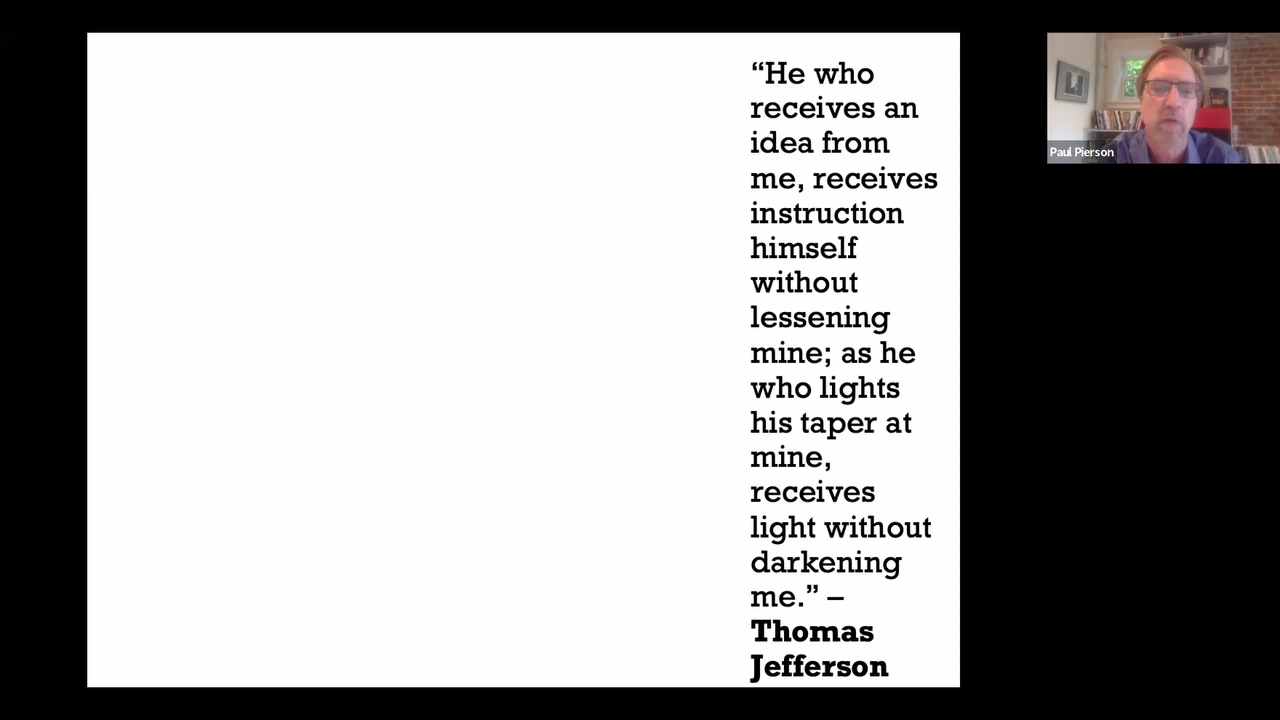 “He who
receives an
idea from
me, receives
instruction
himself
without
lessening
mine; as he
who lights
his taper at
mine,
receives
light without
darkening
me.” –
Thomas
Jefferson
Paul Pierson